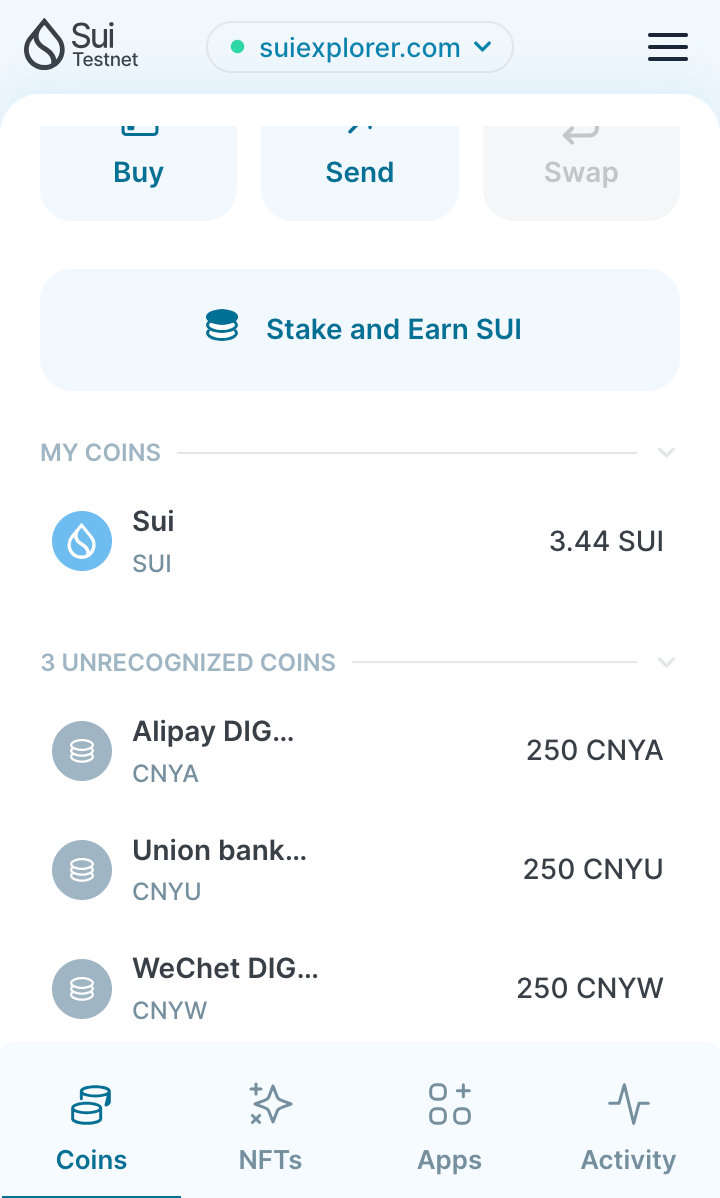 Sui
Testnet
suiexplorer.com
Buy
Send
Swap
Stake and Earn SUI
MY COINS
Sui
SUI
3.44 SUI
3 UNRECOGNIZED COINS
Alipay DIG...
CNYA
250 CNYA
Union bank...
CNYU
250 CNYU
WeChet DIG...
CNYW
250 CNYW
Coins
NFTs
Apps
Activity